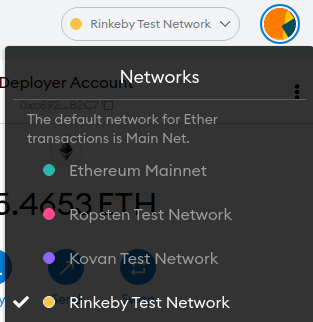 Rinkeby Test Network
Networks
Deployer Account
0xc892...B2C7
The default network for Ether
transactions is Main Net.
Ethereum Mainnet
5.4653 ETH
Ropsten Test Network
Kovan Test Network
Rinkeby Test Network